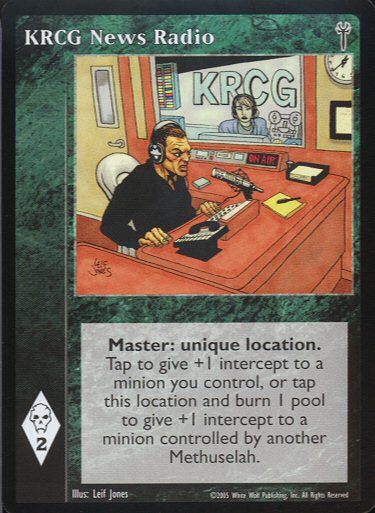 KRCG News Radio
KRCG
ON AIR
LEIF
JONES
Master: unique location.
Tap to give +1 intercept to a
minion you control, or tap
this location and burn 1 pool
to give +1 intercept to a
minion controlled by another
Methuselah.
2
Illus: Leif Jones
©2005 White Wolf Publishing, Inc. All Rights Reserved